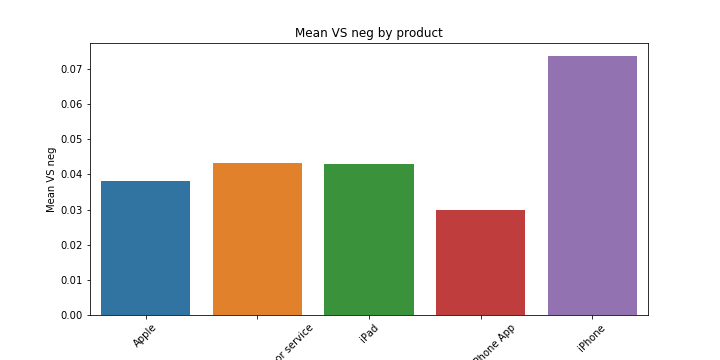 Mean VS neg by product
Mean VS neg
0.07
0.06
0.05
0.04
0.03
0.02
0.01
0.00
Apple
or service
iPad
Phone App
iPhone